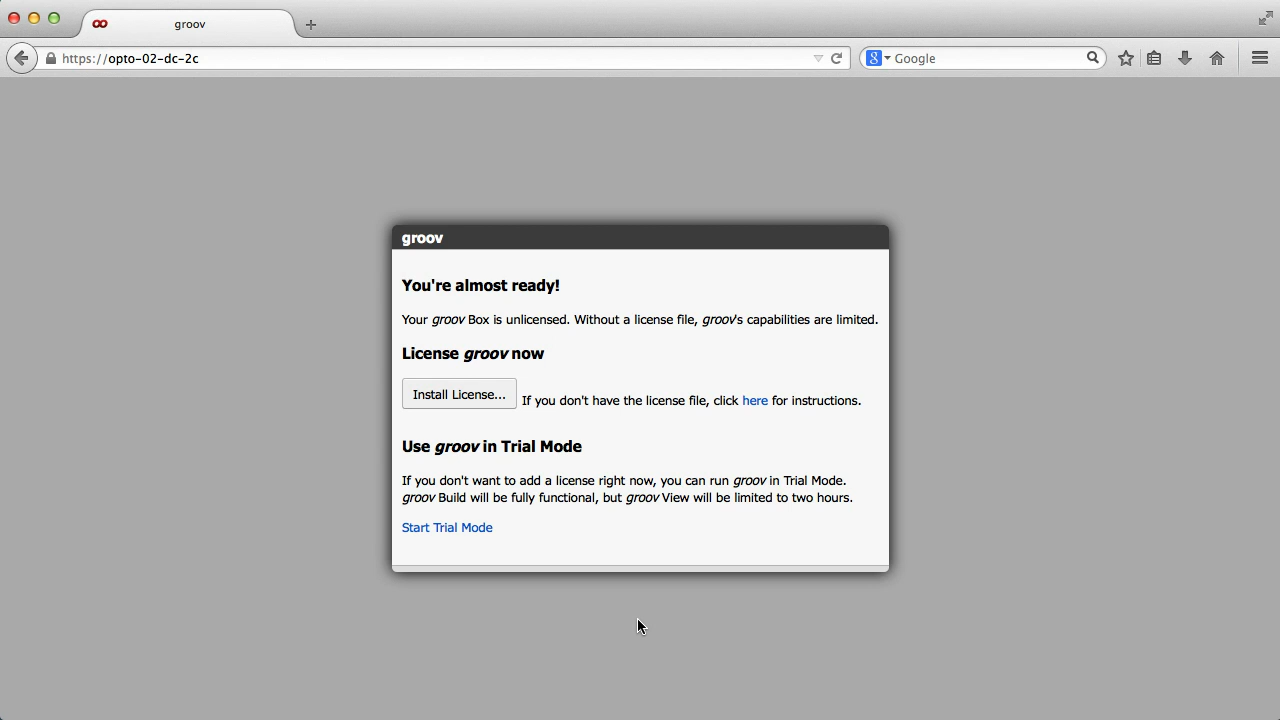 groov
https://opto-02-dc-2c
Google
groov
You're almost ready!
Your groov Box is unlicensed. Without a license file, groov's capabilities are limited.
License groov now
Install License... If you don't have the license file, click here for instructions.
Use groov in Trial Mode
If you don't want to add a license right now, you can run groov in Trial Mode.
groov Build will be fully functional, but groov View will be limited to two hours.
Start Trial Mode